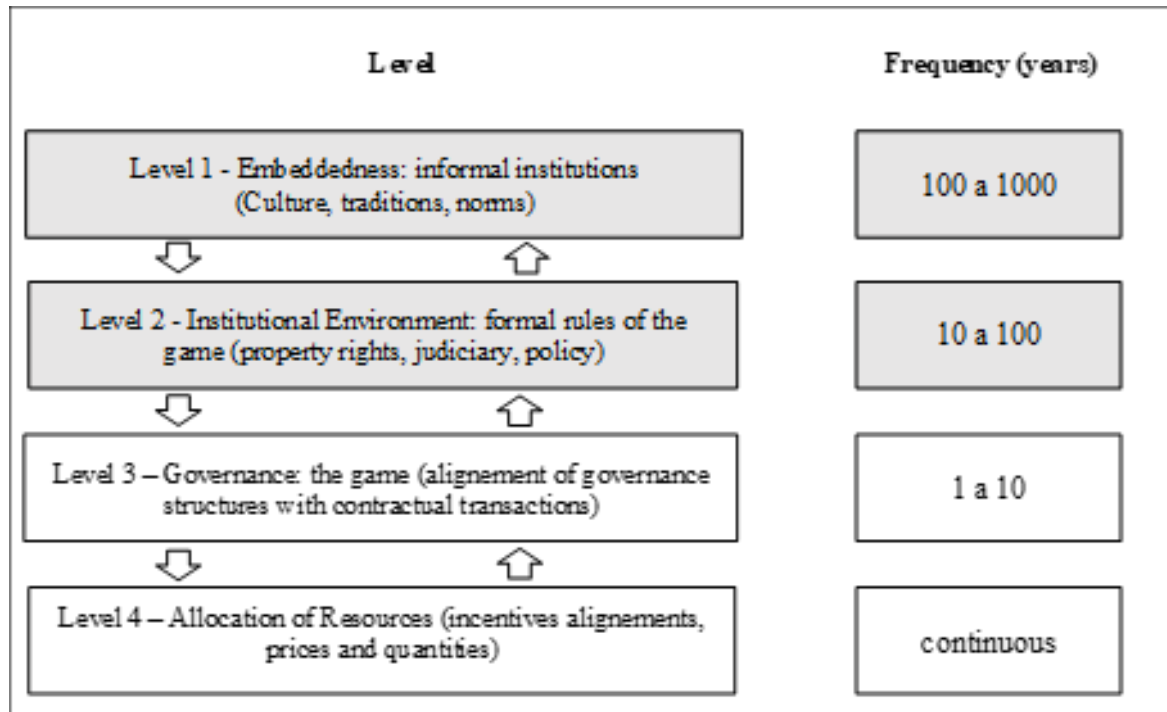 Level
Frequency (years)
Level 1 - Embeddedness: informal institutions
(Culture, traditions, norms)
100 a 1000
Level 2 - Institutional Environment: formal rules of the
game (property rights, judiciary, policy)
10 a 100
Level 3 – Governance: the game (alignement of governance
structures with contractual transactions)
1 a 10
Level 4 – Allocation of Resources (incentives alignements,
prices and quantities)
continuous